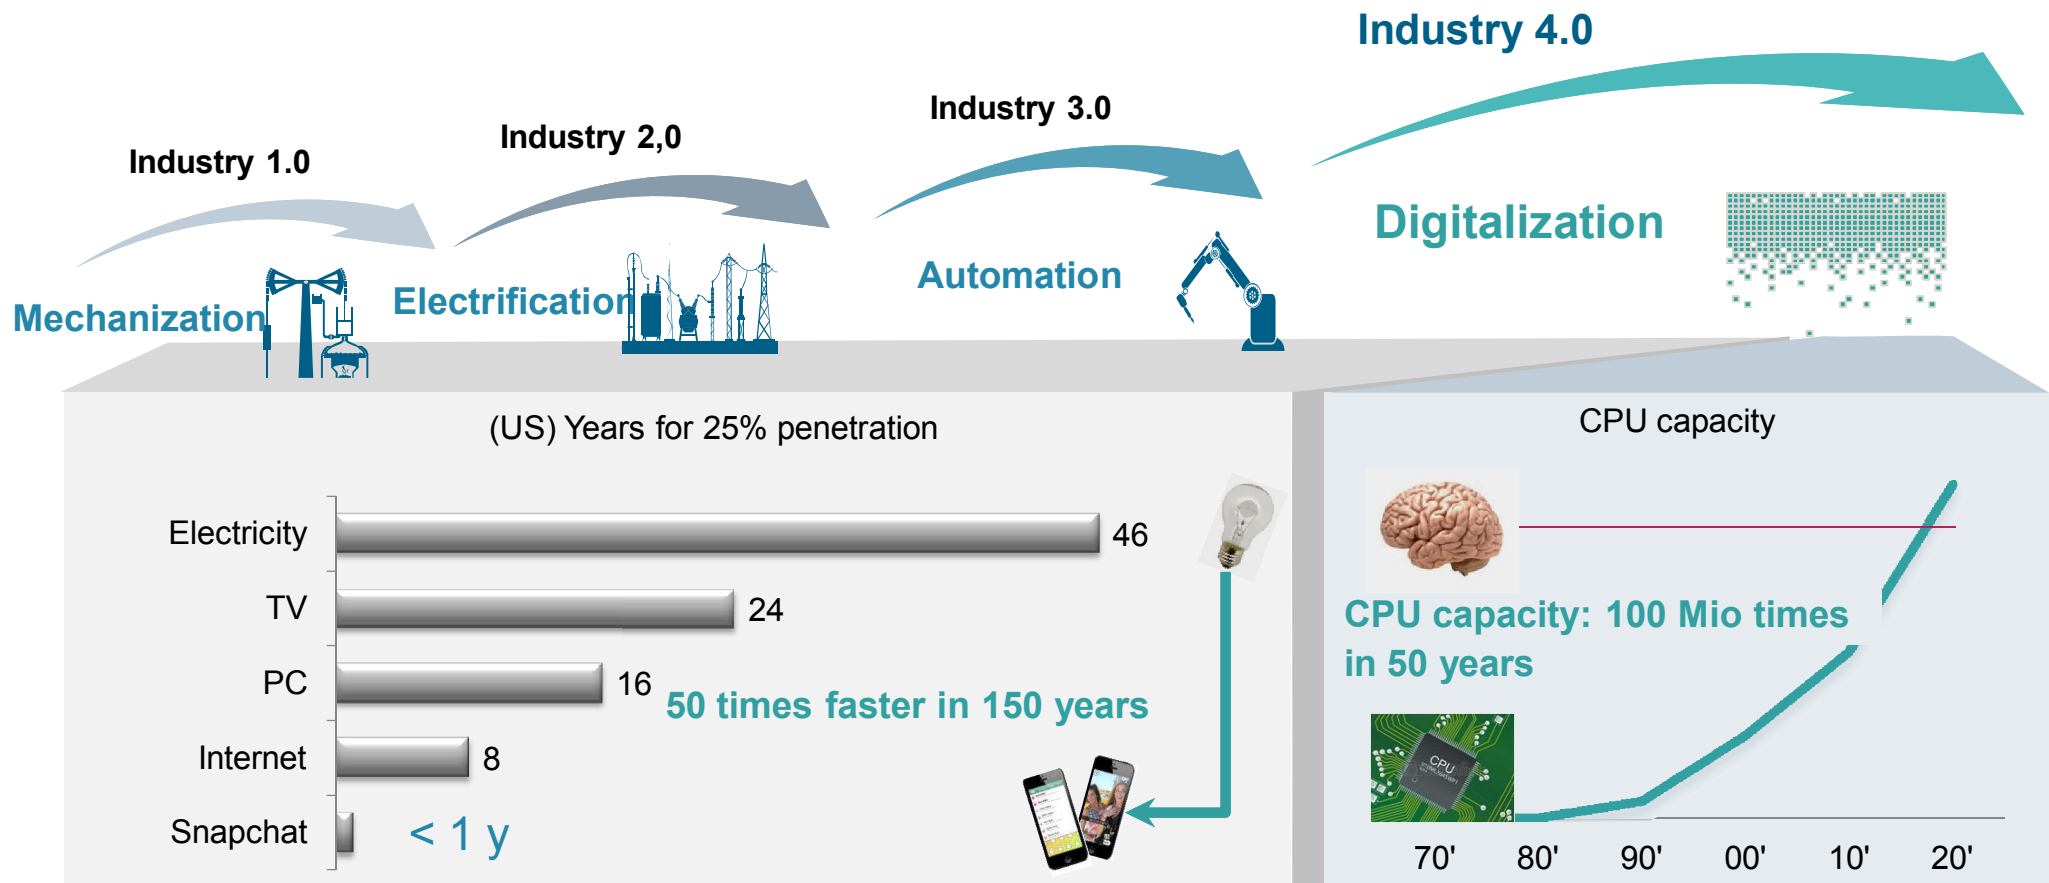 Industry 4.0
Industry 3.0
Industry 2,0
Industry 1.0
Digitalization
Automation
Electrification
Mechanization
(US) Years for 25% penetration
Electricity
46
TV
24
PC
16
50 times faster in 150 years
Internet
8
Snapchat
< 1 y
CPU capacity
CPU capacity: 100 Mio times
in 50 years
CPU
70'
80'
90'
00'
10'
20'